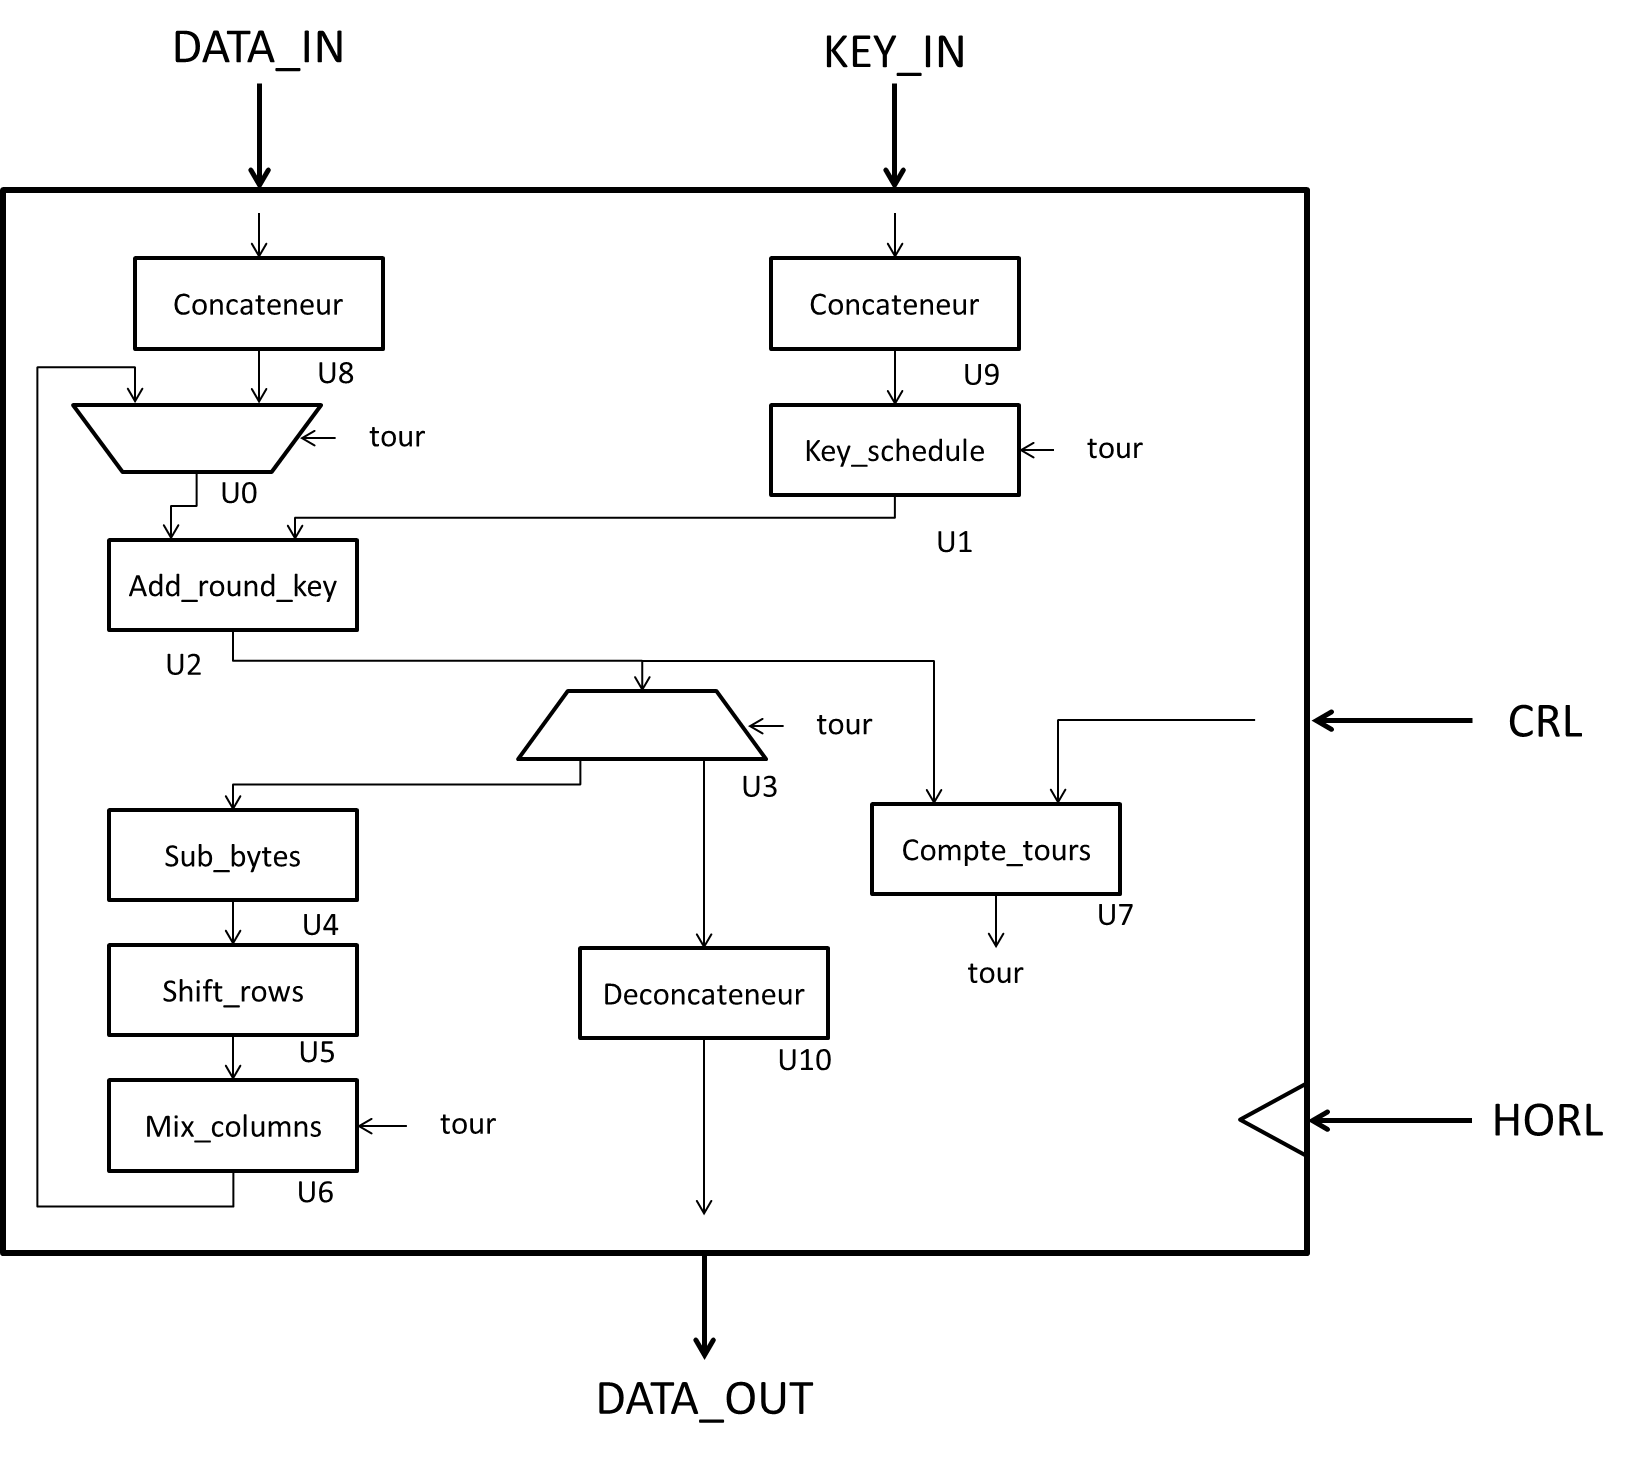 DATA_IN
KEY_IN
Concateneur
Concateneur
U8
U9
tour
Key_schedule
tour
U0
U1
Add_round_key
U2
tour
CRL
U3
Sub_bytes
Compte_tours
U4
U7
tour
Shift_rows
Deconcateneur
U5
U10
Mix_columns
tour
HORL
U6
DATA_OUT